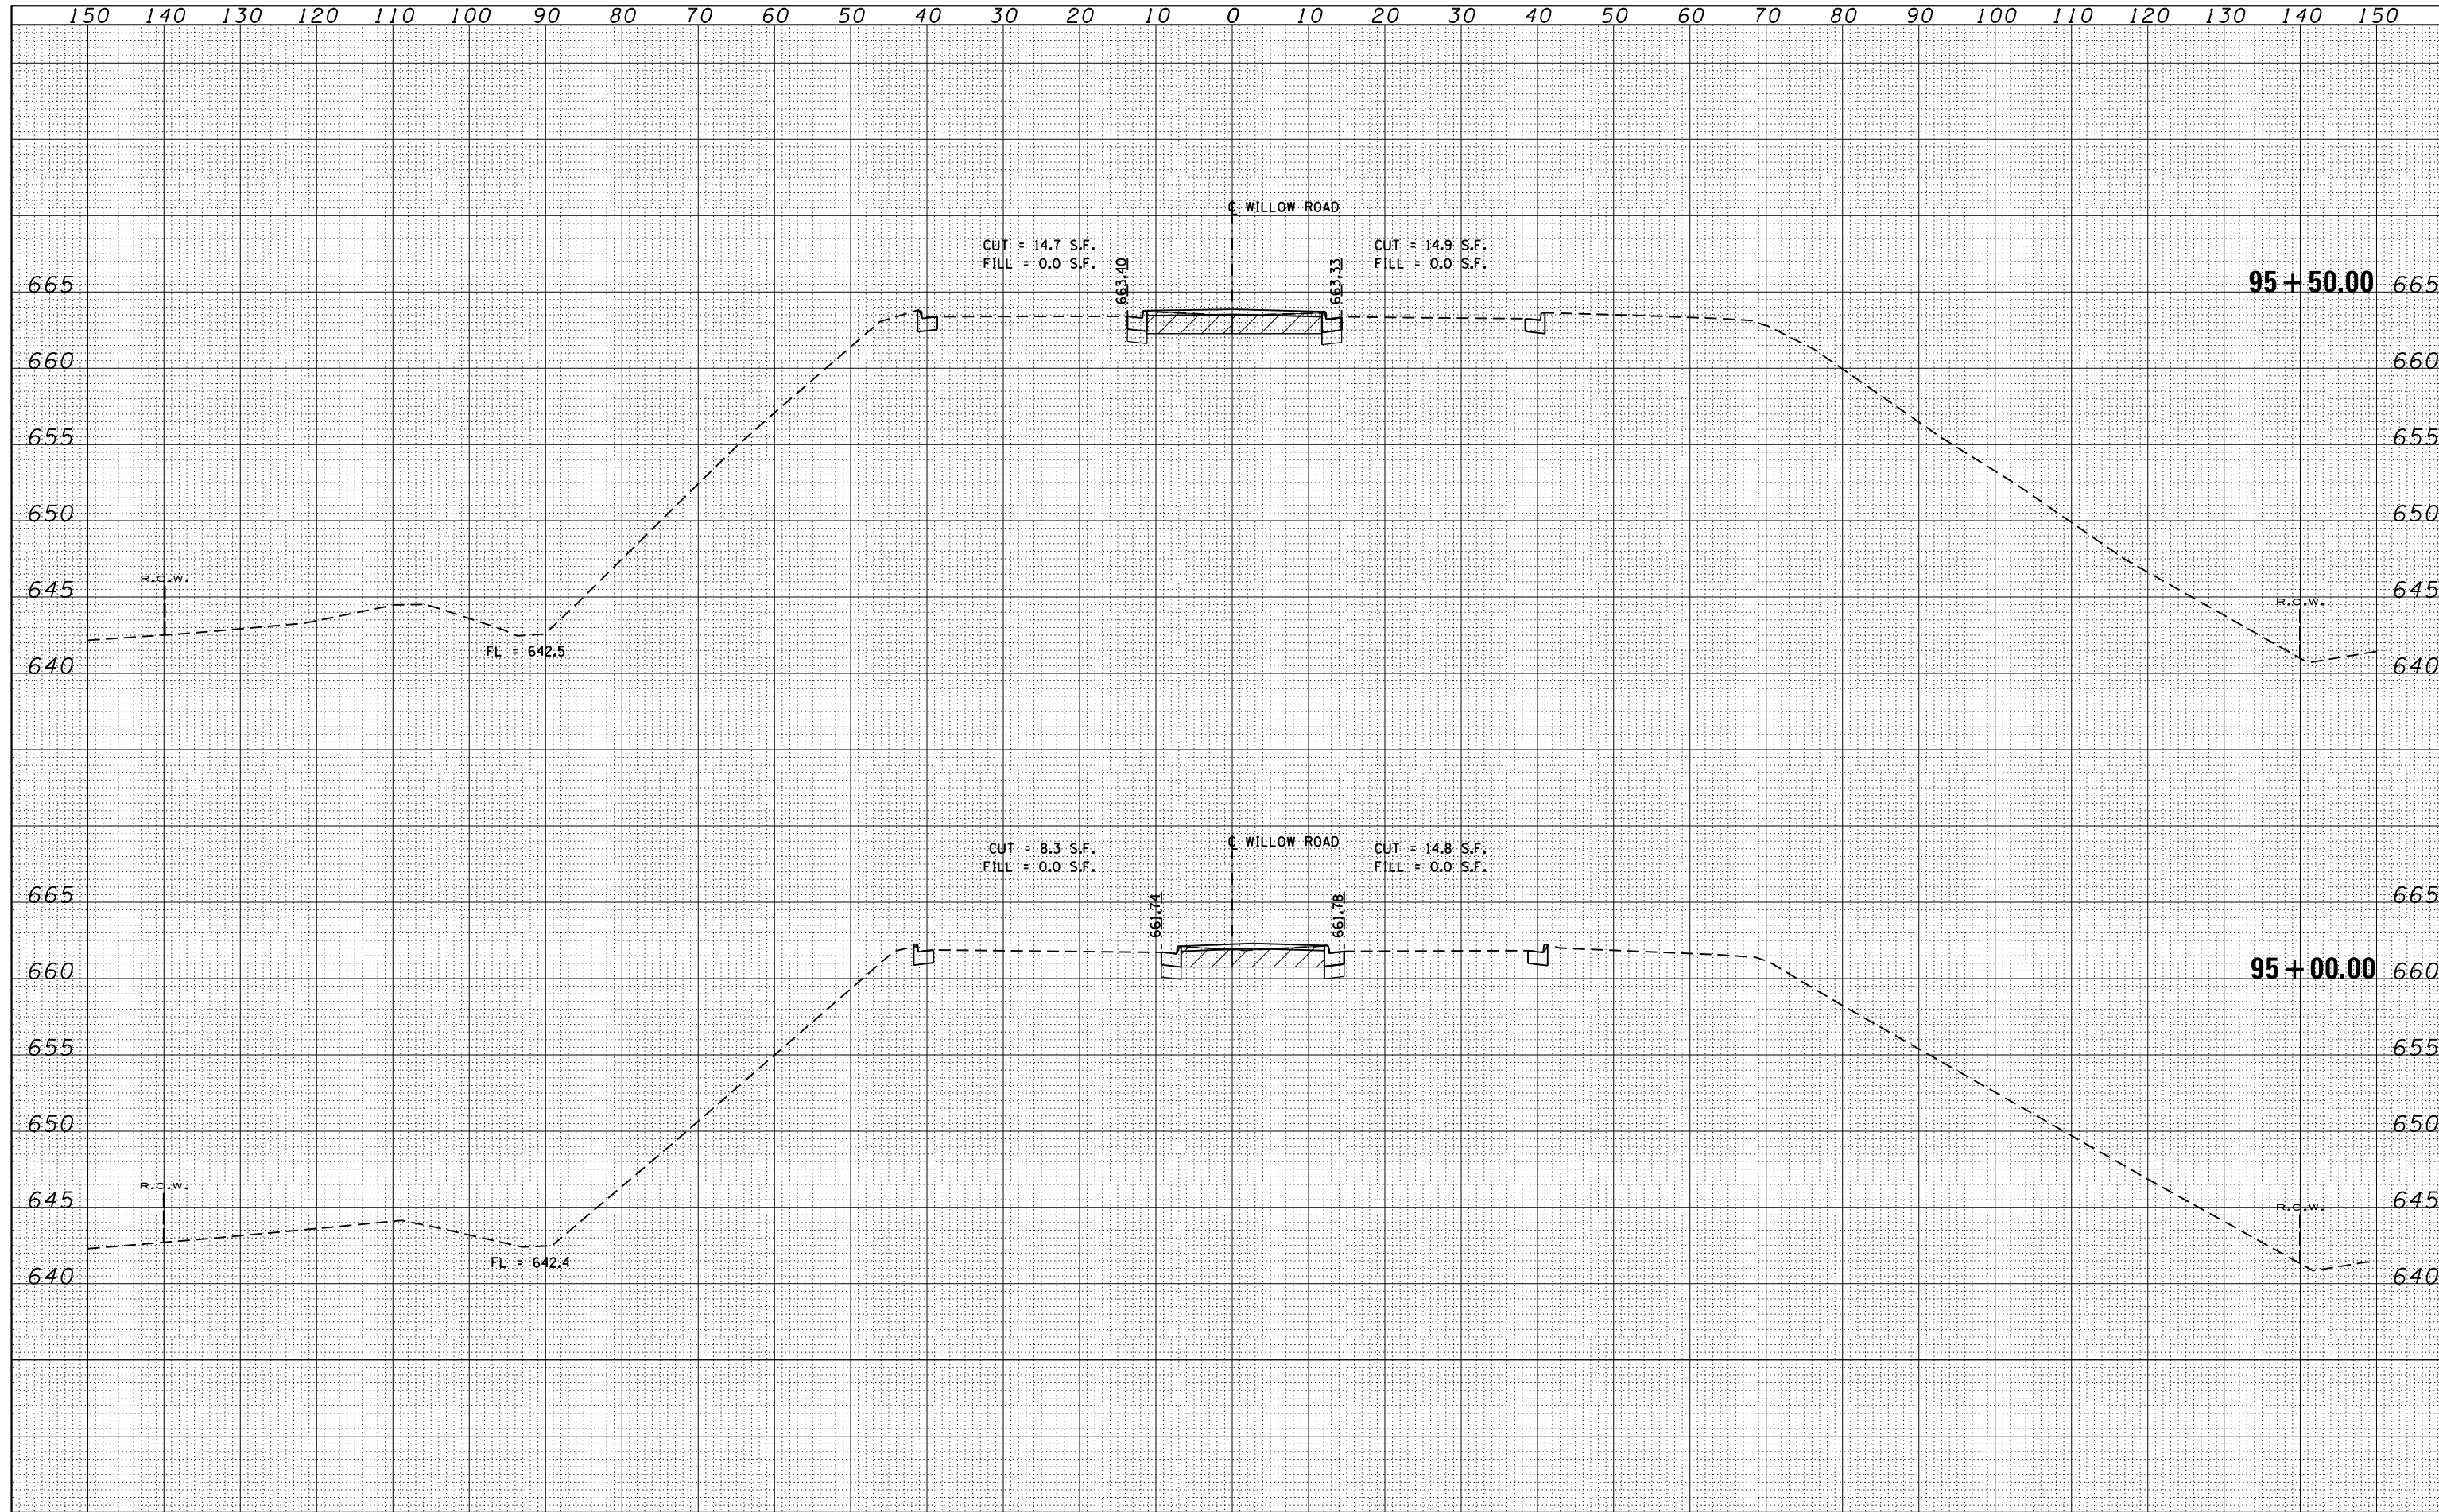 150 140 130 120 110 100 90 80 70 60 50 40 30 20 10 0 10 20 30 40 50 60 70 80 90 100 110 120 130 140 150
℄ WILLOW ROAD
CUT = 14.7 S.F.
FILL = 0.0 S.F.
663.40
663.33
CUT = 14.9 S.F.
FILL = 0.0 S.F.
95 + 50.00
665 665
660 660
655 655
650 650
R.O.W.
645 645
R.O.W.
FL = 642.5
640 640
℄ WILLOW ROAD
CUT = 8.3 S.F.
FILL = 0.0 S.F.
661.74
661.78
CUT = 14.8 S.F.
FILL = 0.0 S.F.
665 665
95 + 00.00
660 660
655 655
650 650
R.O.W.
645 645
R.O.W.
FL = 642.4
640 640